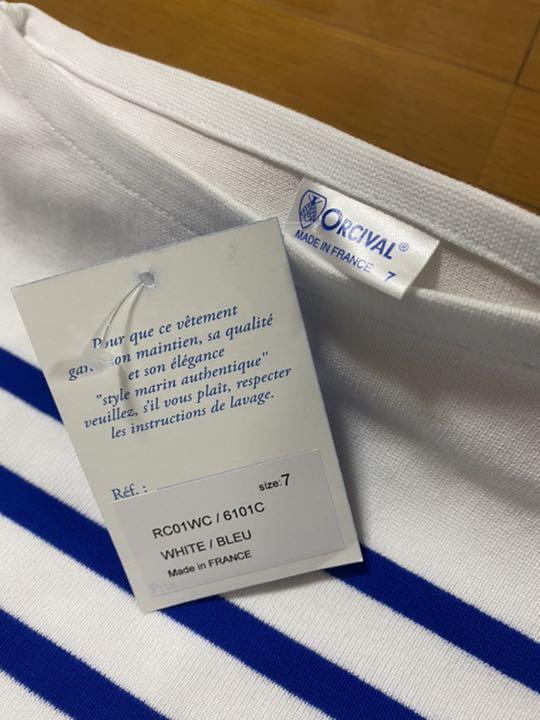 ORCIVAL®
MADE IN FRANCE 7
Pour que ce vêtement
son maintien, sa qualité
et son élégance
"style marin authentique"
veuillez, s'il vous plaît, respecter
les instructions de lavage.
Réf. :
size:7
RC01WC / 6101C
WHITE / BLEU
Made in FRANCE